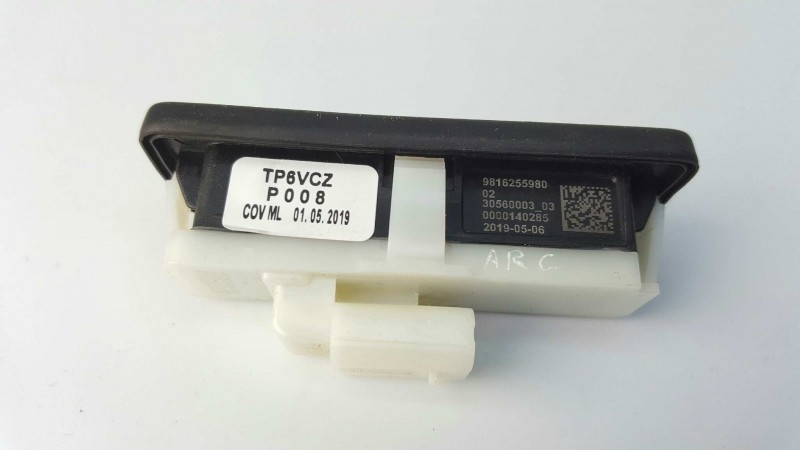 TP6VCZ
P008
COV ML 01.05.2019
9816255980
02
30560003_03
0000140285
2019-05-06
ARC